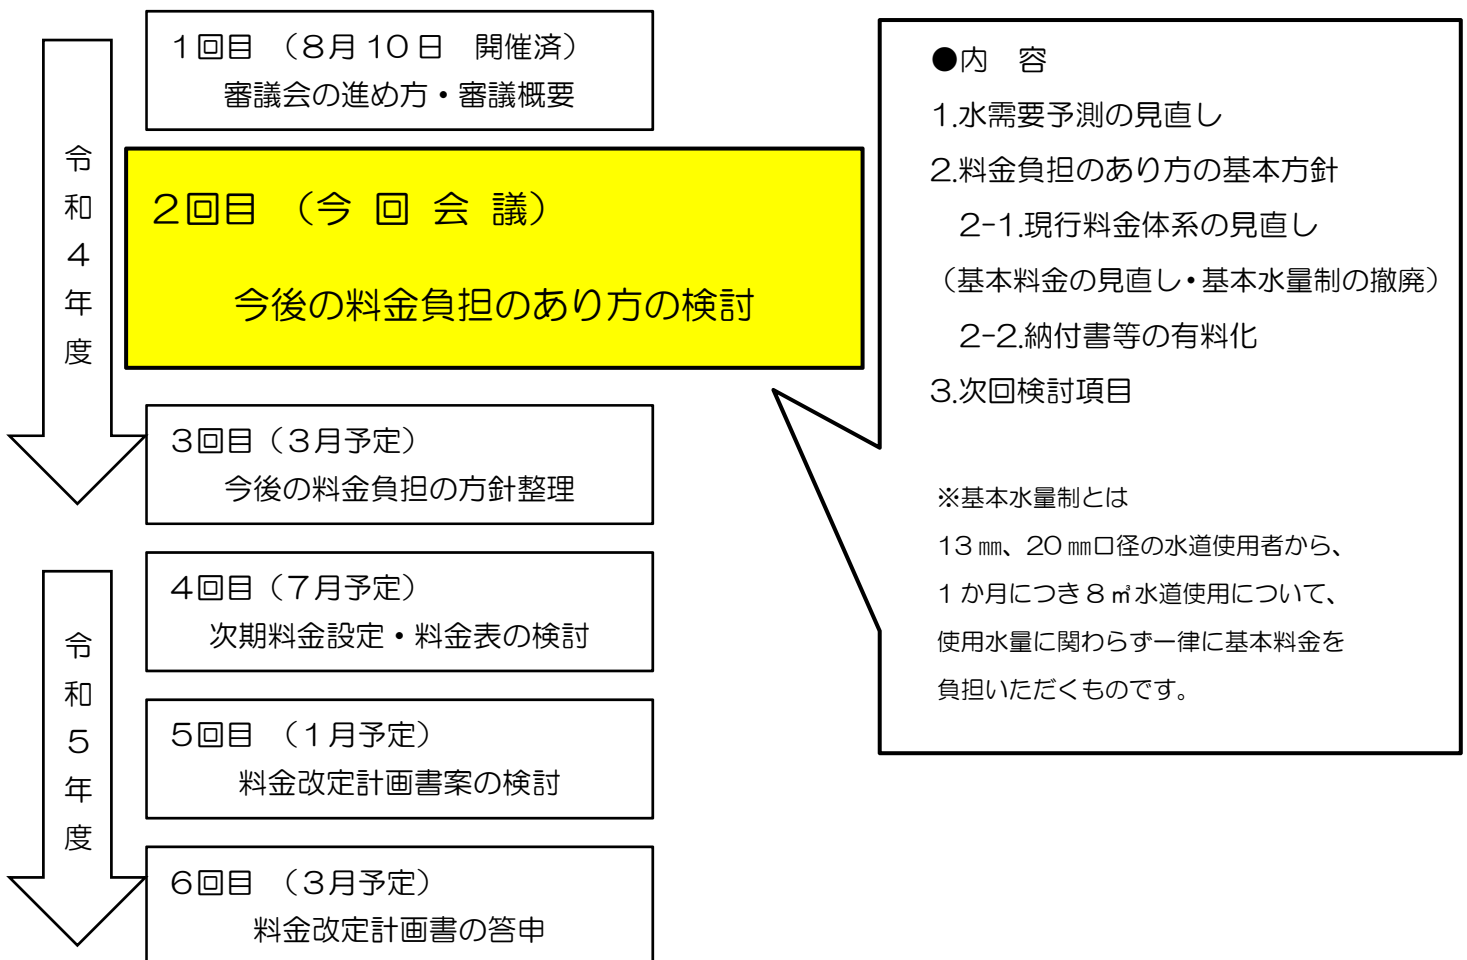 令和4年度
1回目 （8月10日　開催済）
審議会の進め方・審議概要
2回目 （今 回 会 議）
今後の料金負担のあり方の検討
3回目（3月予定）
今後の料金負担の方針整理
令和5年度
4回目（7月予定）
次期料金設定・料金表の検討
5回目 （1月予定）
料金改定計画書案の検討
6回目 （3月予定）
料金改定計画書の答申
●内　容
1.水需要予測の見直し
2.料金負担のあり方の基本方針
2-1.現行料金体系の見直し
（基本料金の見直し・基本水量制の撤廃）
2-2.納付書等の有料化
3.次回検討項目
※基本水量制とは
13㎜、20㎜口径の水道使用者から、
1か月につき8㎥水道使用について、
使用水量に関わらず一律に基本料金を
負担いただくものです。